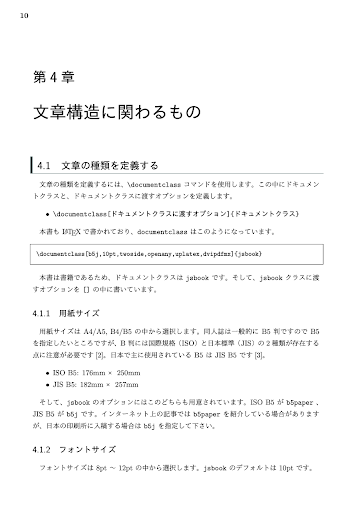 10
第 4 章
文章構造に関わるもの
4.1 文章の種類を定義する
文章の種類を定義するには、\documentclass コマンドを使用します。この中にドキュメン
トクラスと、ドキュメントクラスに渡すオプションを定義します。
• \documentclass[ドキュメントクラスに渡すオプション]{ドキュメントクラス}
本書も LATEX で書かれており、documentclass はこのようになっています。
\documentclass[b5j,10pt,twoside,openany,uplatex,dvipdfmx]{jsbook}
本書は書籍であるため、ドキュメントクラスは jsbook です。そして、jsbook クラスに渡
すオプションを [] の中に書いています。
4.1.1 用紙サイズ
用紙サイズは A4/A5, B4/B5 の中から選択します。同人誌は一般的に B5 判ですので B5
を指定したいところですが、B 判には国際規格（ISO）と日本標準（JIS）の 2 種類が存在する
点に注意が必要です [2]。日本で主に使用されている B5 は JIS B5 です [3]。
• ISO B5: 176mm × 250mm
• JIS B5: 182mm × 257mm
そして、jsbook のオプションにはこのどちらも用意されています。ISO B5 が b5paper 、
JIS B5 が b5j です。インターネット上の記事では b5paper を紹介している場合があります
が、日本の印刷所に入稿する場合は b5j を指定して下さい。
4.1.2 フォントサイズ
フォントサイズは 8pt ～ 12pt の中から選択します。jsbook のデフォルトは 10pt です。